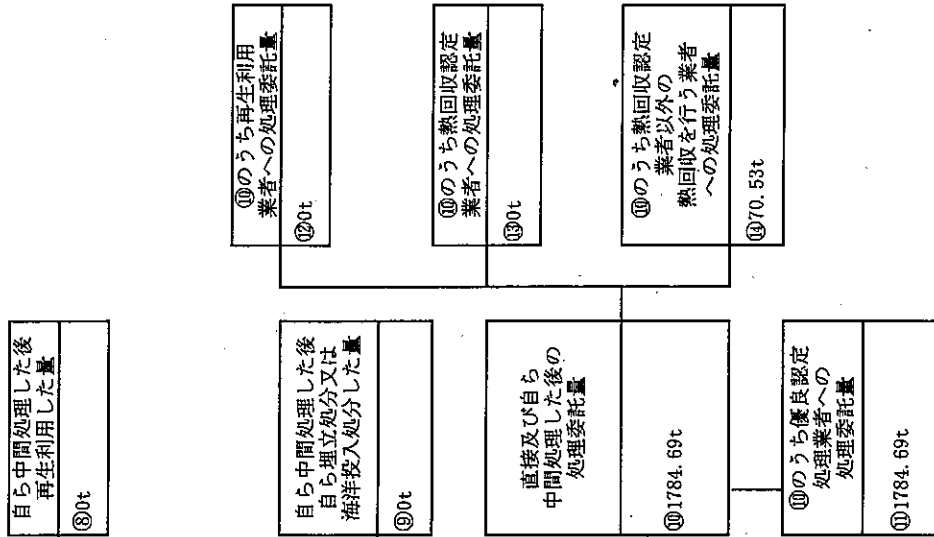 自ら中間処理した後
再生利用した量
⑧0t
自ら中間処理した後
自ら埋立処分又は
海洋投入処分した量
⑨0t
直接及び自ら
中間処理した後の
処理委託量
⑩1784.69t
⑩のうち優良認定
処理業者への
処理委託量
⑪1784.69t
⑩のうち再生利用
業者への処理委託量
⑫0t
⑩のうち熱回収認定
業者への処理委託量
⑬0t
⑩のうち熱回収認定
業者以外の
熱回収を行う業者
への処理委託量
⑭70.53t